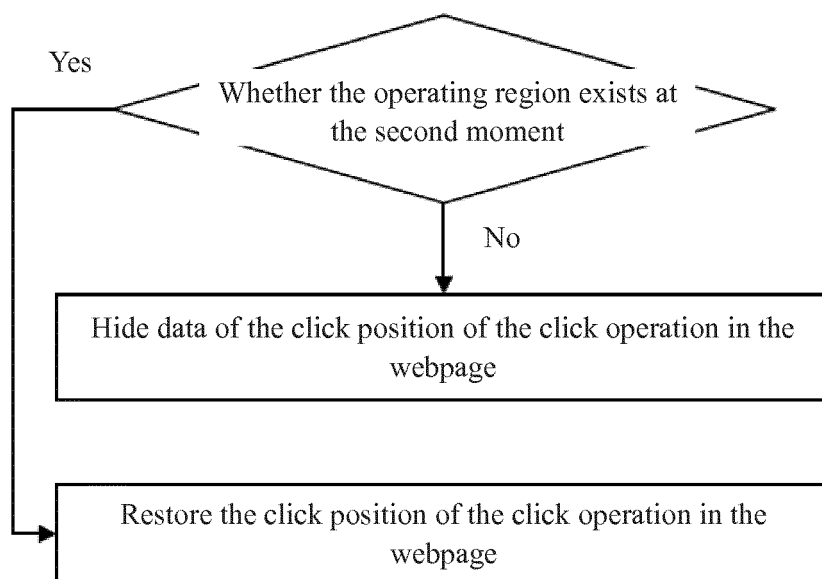 Yes
Whether the operating region exists at
the second moment
No
Hide data of the click position of the click operation in the
webpage
Restore the click position of the click operation in the
webpage